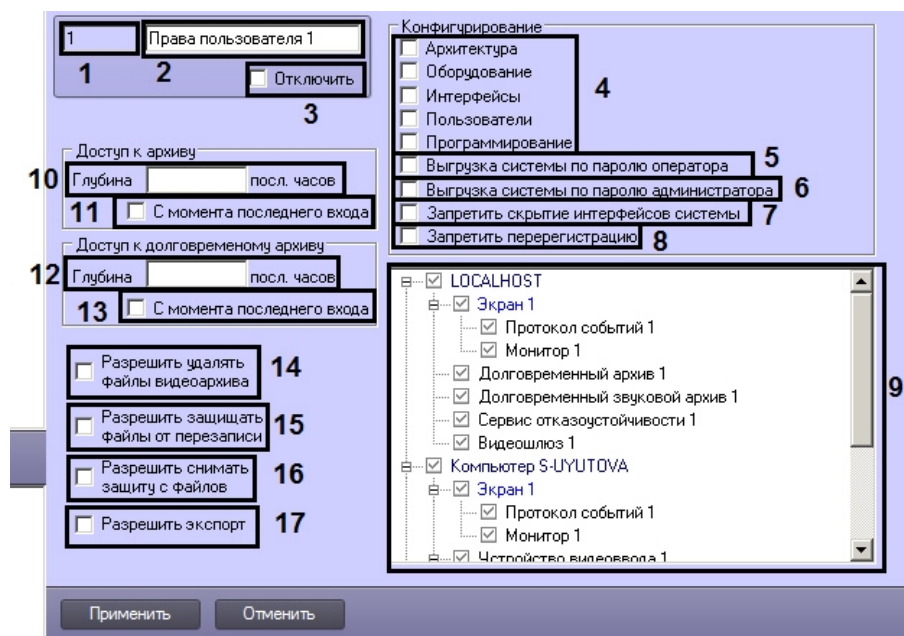 1 Права пользователя 1
1 2
Отключить
3
Конфигурирование
Архитектура
Оборудование
Интерфейсы
Пользователи
Программирование
4
Выгрузка системы по паролю оператора 5
Выгрузка системы по паролю администратора 6
Запретить скрытие интерфейсов системы 7
Запретить перерегистрацию 8
Доступ к архиву
10 Глубина посл. часов
11 С момента последнего входа
Доступ к долговременому архиву
12 Глубина посл. часов
13 С момента последнего входа
Разрешить удалять
файлы видеоархива
14
Разрешить защищать
файлы от перезаписи
15
Разрешить снимать
защиту с файлов
16
Разрешить экспорт 17
LOCALHOST
Экран 1
Протокол событий 1
Монитор 1
Долговременный архив 1
Долговременный звуковой архив 1
Сервис отказоустойчивости 1
Видеошлюз 1
Компьютер S-UYUTOVA
Экран 1
Протокол событий 1
Монитор 1
Устройство видеоввода 1
9
Применить Отменить